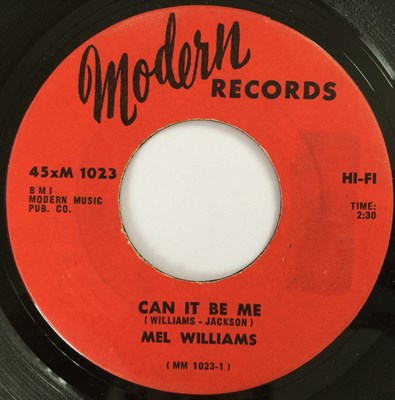 Modern
RECORDS
45xM 1023
BMI
MODERN MUSIC
PUB. CO.
HI-FI
TIME:
2:30
CAN IT BE ME
(WILLIAMS - JACKSON)
MEL WILLIAMS
(MM 1023-1)